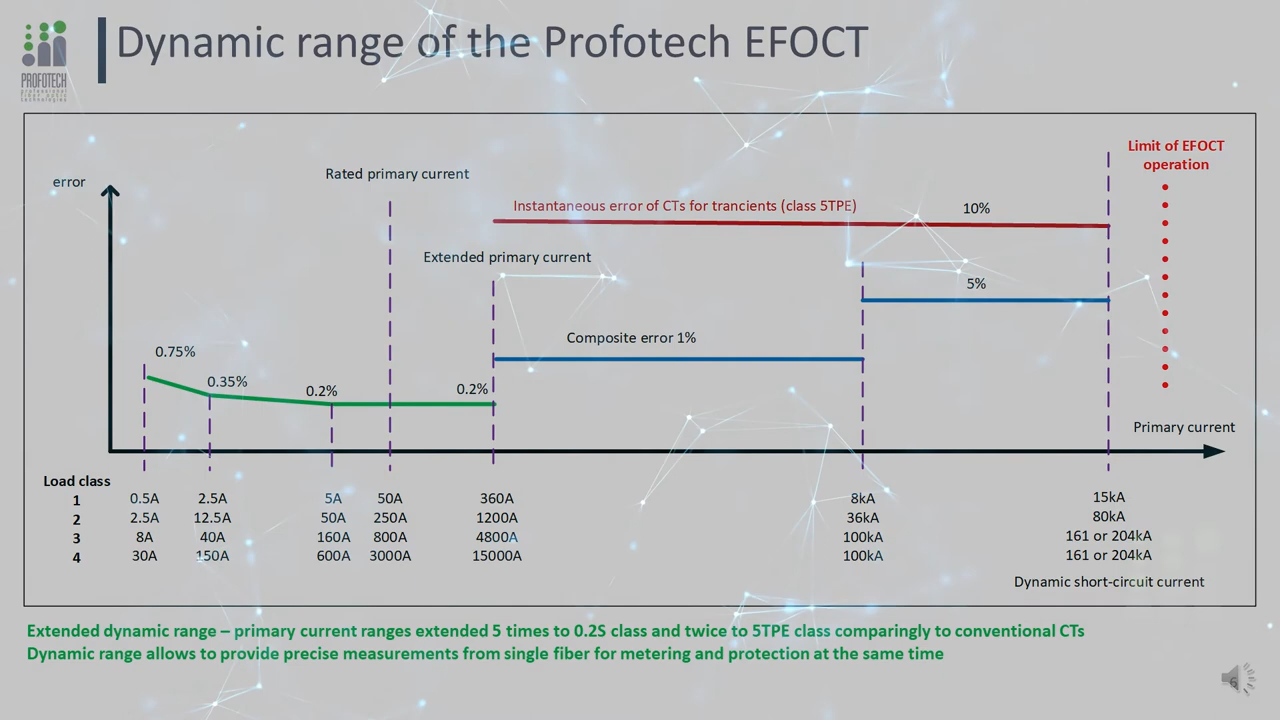 Dynamic range of the Profotech EFOCT
PROFOTECH
professional
fiber optic
technologies
Limit of EFOCT
operation
error
Rated primary current
Instantaneous error of CTs for trancients (class 5TPE)
10%
Extended primary current
5%
Composite error 1%
0.75%
0.35%
0.2%
0.2%
Primary current
Load class
1 0.5A 2.5A 5A 50A 360A 8kA 15kA
2 2.5A 12.5A 50A 250A 1200A 36kA 80kA
3 8A 40A 160A 800A 4800A 100kA 161 or 204kA
4 30A 150A 600A 3000A 15000A 100kA 161 or 204kA
Dynamic short-circuit current
Extended dynamic range – primary current ranges extended 5 times to 0.2S class and twice to 5TPE class comparingly to conventional CTs
Dynamic range allows to provide precise measurements from single fiber for metering and protection at the same time